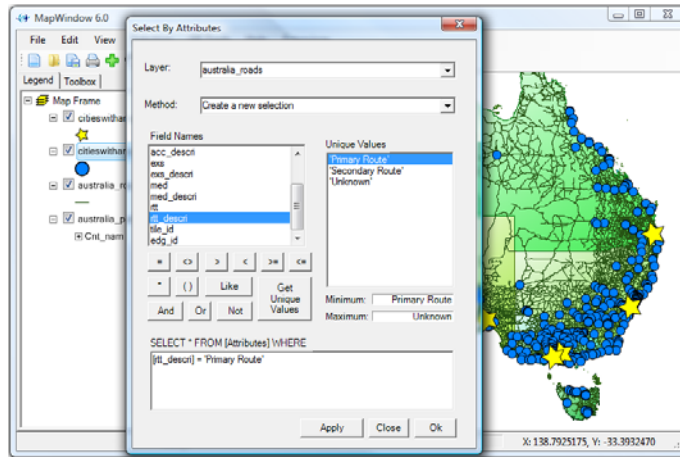 MapWindow 6.0
File Edit View
Legend Toolbox
Map Frame
citieswithar
citieswithar
australia_ro
australia_p
Cnt_nam
Select By Attributes
Layer: australia_roads
Method: Create a new selection
Field Names
acc_descri
exs
exs_descri
med
med_descri
rtt
rtt_descri
tile_id
edg_id
Unique Values
'Primary Route'
'Secondary Route'
'Unknown'
= <> > < >= <=
* ( ) Like
And Or Not
Get Unique Values
Minimum: Primary Route
Maximum: Unknown
SELECT * FROM [Attributes] WHERE
[rtt_descri] = 'Primary Route'
Apply Close Ok
X: 138.7925175, Y: -33.3932470